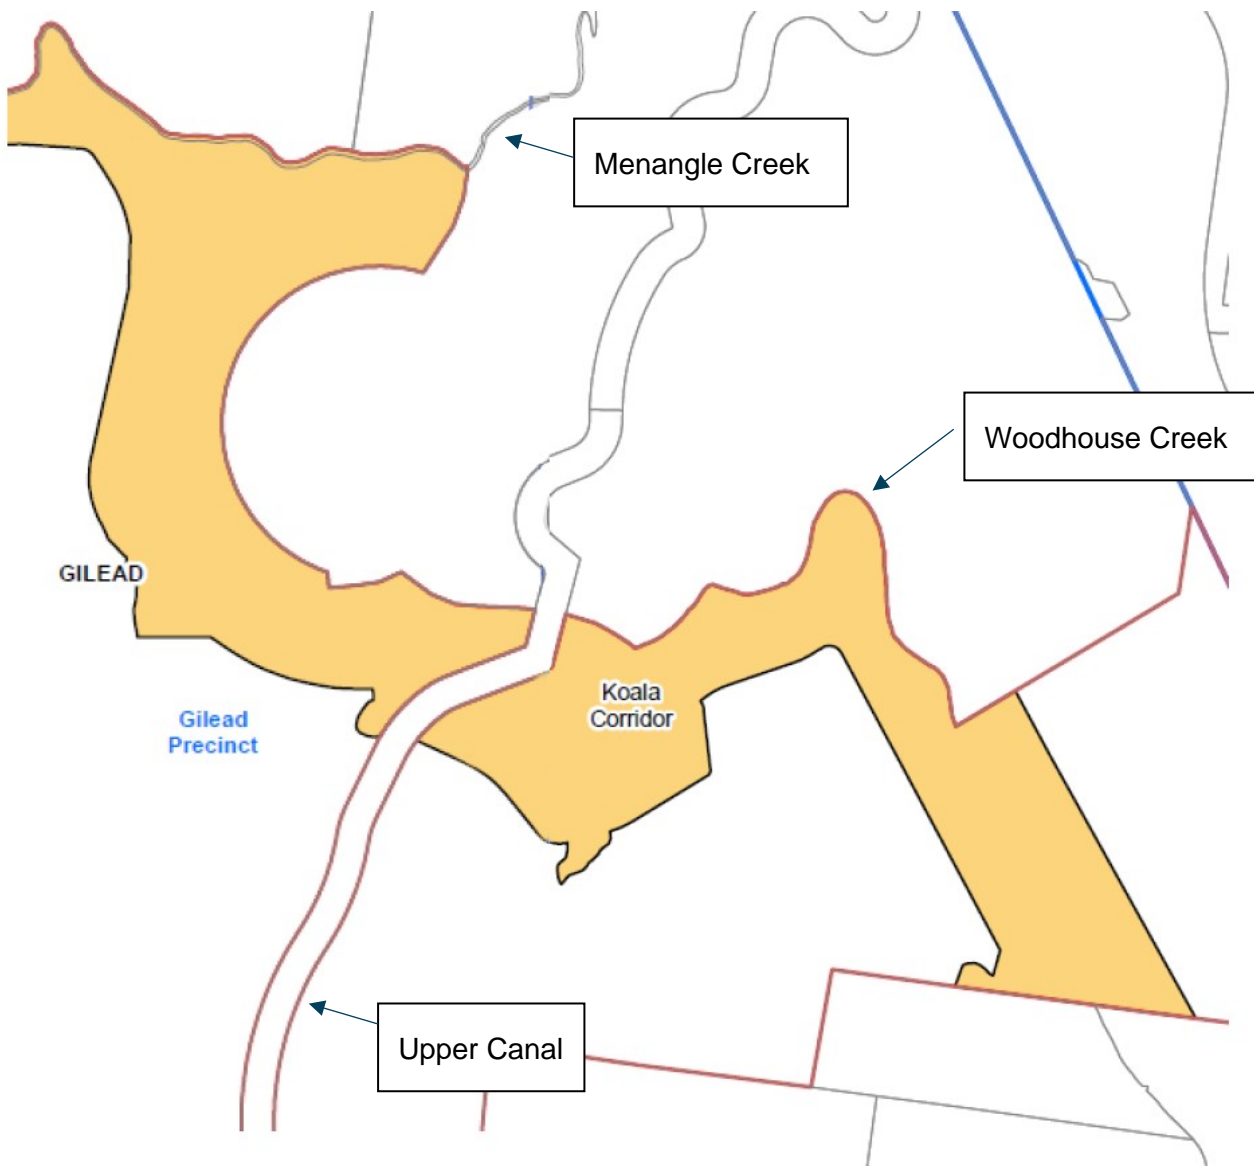 Menangle Creek
Woodhouse Creek
GILEAD
Koala
Corridor
Gilead
Precinct
Upper Canal